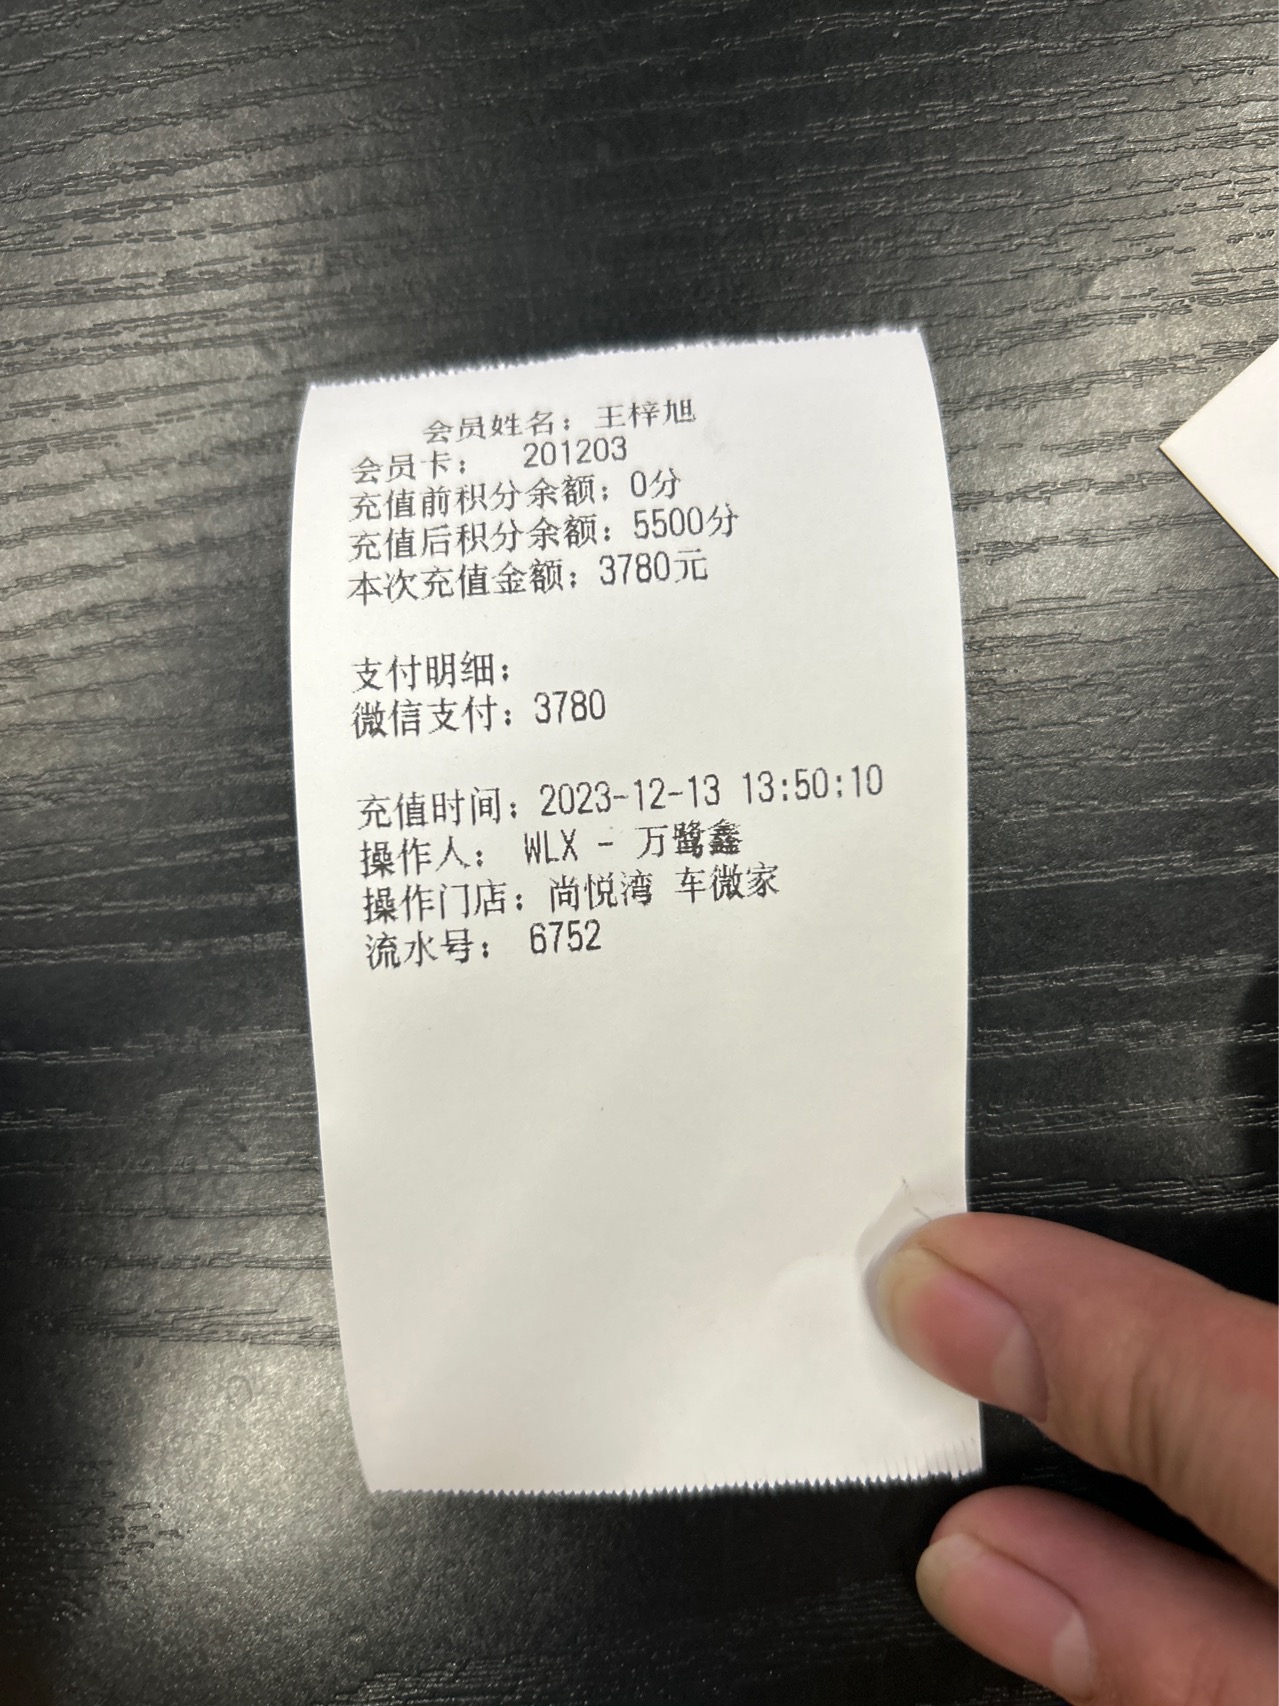 会员姓名：王梓旭
会员卡： 201203
充值前积分余额：0分
充值后积分余额：5500分
本次充值金额：3780元
支付明细：
微信支付：3780
充值时间：2023-12-13 13:50:10
操作人： WLX - 万鹭鑫
操作门店：尚悦湾 车微家
流水号： 6752